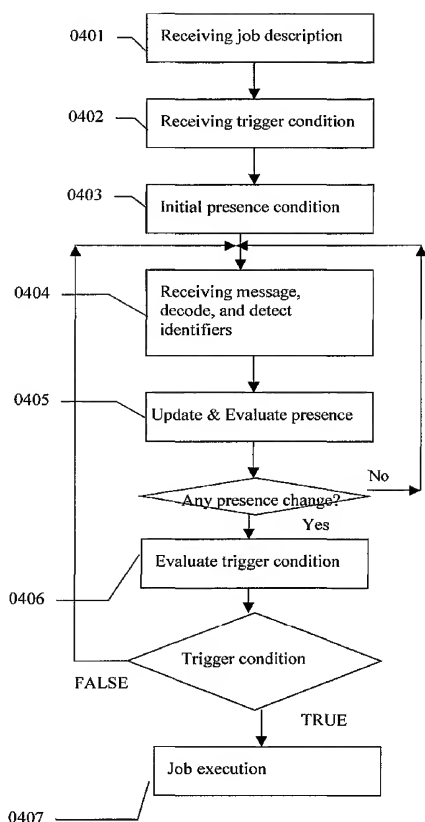 0401
Receiving job description
0402
Receiving trigger condition
0403
Initial presence condition
0404
Receiving message,
decode, and detect
identifiers
0405
Update & Evaluate presence
No
Any presence change?
Yes
Evaluate trigger condition
0406
Trigger condition
FALSE
TRUE
Job execution
0407